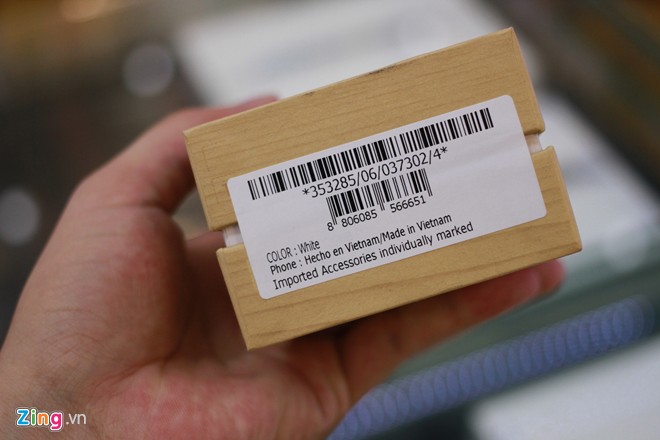 *353285/06/037302/4*
8 806085 566651
COLOR : White
Phone : Hecho en Vietnam/Made in Vietnam
Imported Accessories individually marked
Zing.vn